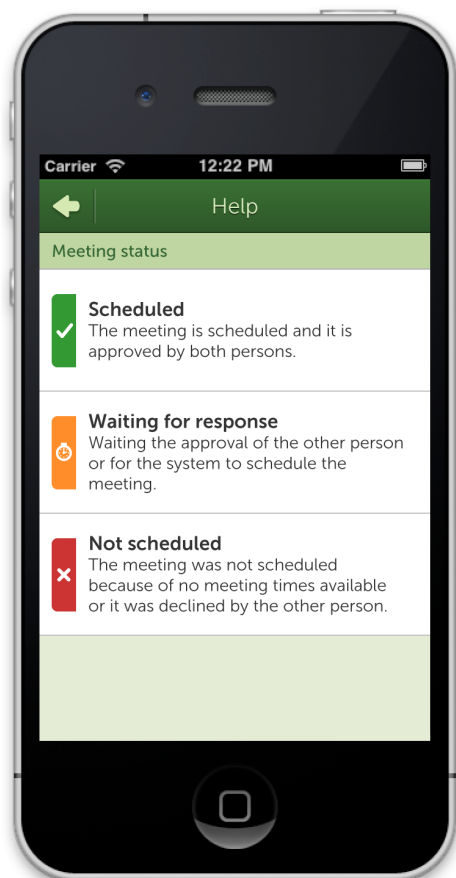 Carrier 12:22 PM
Help
Meeting status
Scheduled
The meeting is scheduled and it is
approved by both persons.
Waiting for response
Waiting the approval of the other person
or for the system to schedule the
meeting.
Not scheduled
The meeting was not scheduled
because of no meeting times available
or it was declined by the other person.